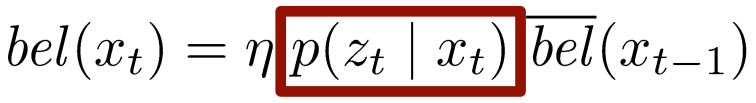 bel(x_t) = η p(z_t | x_t) \overline{bel}(x_{t−1})